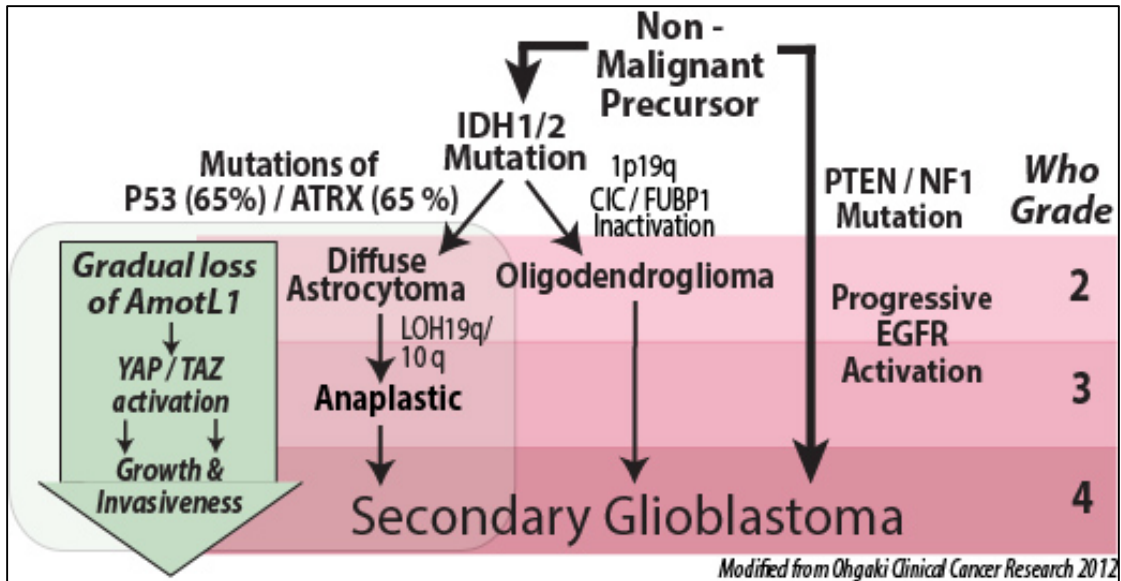 Non -
Malignant
Precursor
IDH1/2
Mutation
Mutations of
P53 (65%) / ATRX (65 %)
1p19q
CIC / FUBP1
Inactivation
PTEN / NF1
Mutation
Who
Grade
Gradual loss
of AmotL1
YAP / TAZ
activation
Growth &
Invasiveness
Diffuse
Astrocytoma
LOH19q/
10 q
Anaplastic
Oligodendroglioma
Progressive
EGFR
Activation
2
3
4
Secondary Glioblastoma
Modified from Ohgaki Clinical Cancer Research 2012